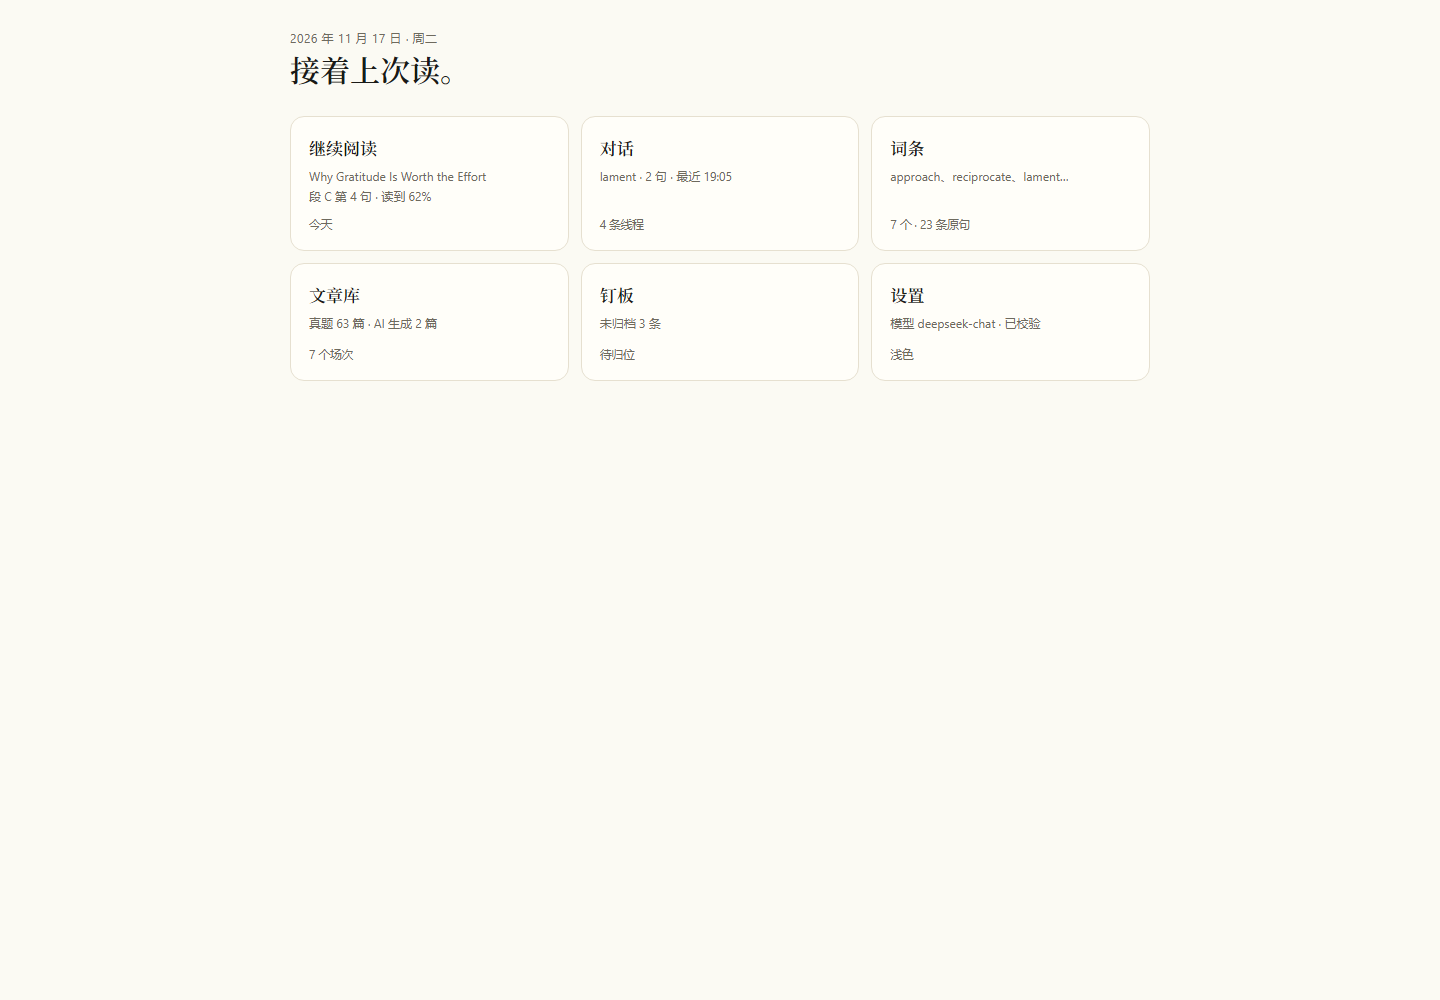 2026 年 11 月 17 日 · 周二
接着上次读。
继续阅读
Why Gratitude Is Worth the Effort
段 C 第 4 句 · 读到 62%
今天
对话
lament · 2 句 · 最近 19:05
4 条线程
词条
approach、reciprocate、lament…
7 个 · 23 条原句
文章库
真题 63 篇 · AI 生成 2 篇
7 个场次
钉板
未归档 3 条
待归位
设置
模型 deepseek-chat · 已校验
浅色